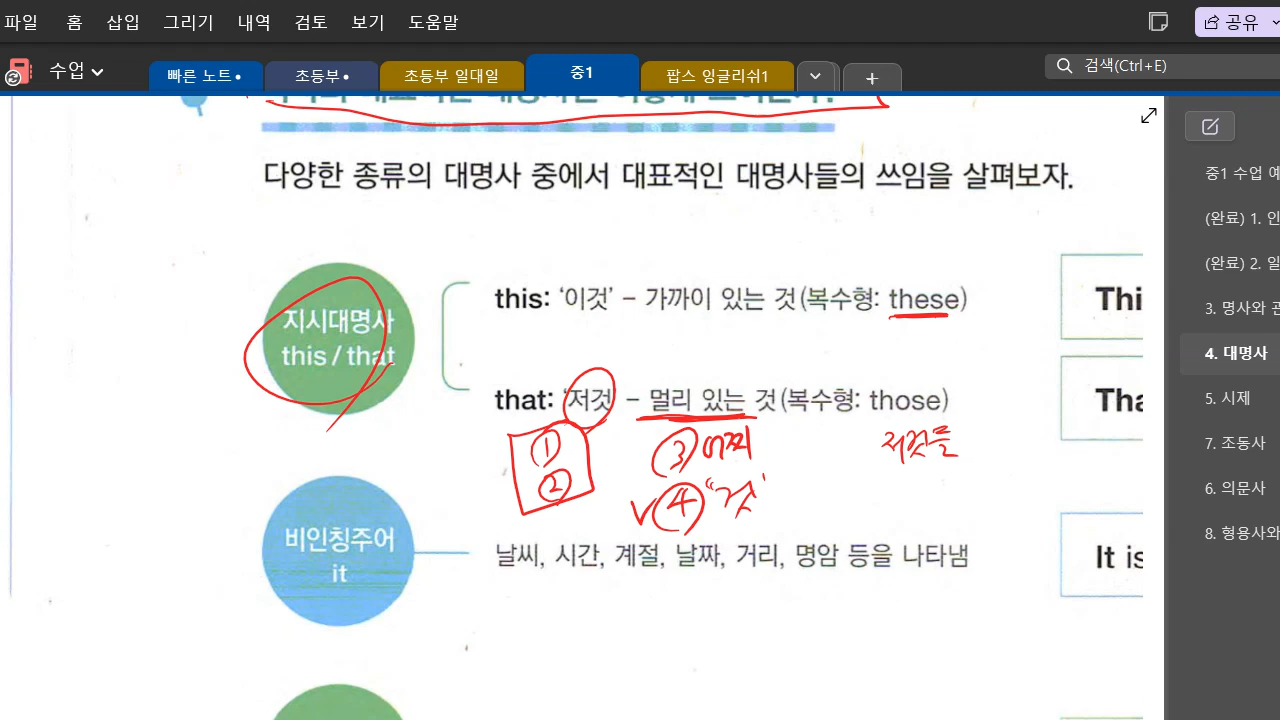 파일 홈 삽입 그리기 내역 검토 보기 도움말 공유
수업 빠른 노트 초등부 초등부 일대일 중1 팝스 잉글리쉬1 + 검색(Ctrl+E)
다양한 종류의 대명사 중에서 대표적인 대명사들의 쓰임을 살펴보자.
지시대명사
this / that
this: ‘이것’ – 가까이 있는 것(복수형: these)
Thi
that: ‘저것 – 멀리 있는 것(복수형: those)
Tha
① ③ 저것들
② ④ "것'
비인칭주어
it
날씨, 시간, 계절, 날짜, 거리, 명암 등을 나타냄
It is
중1 수업 예
(완료) 1. 인
(완료) 2. 일
3. 명사와 관
4. 대명사
5. 시제
7. 조동사
6. 의문사
8. 형용사와